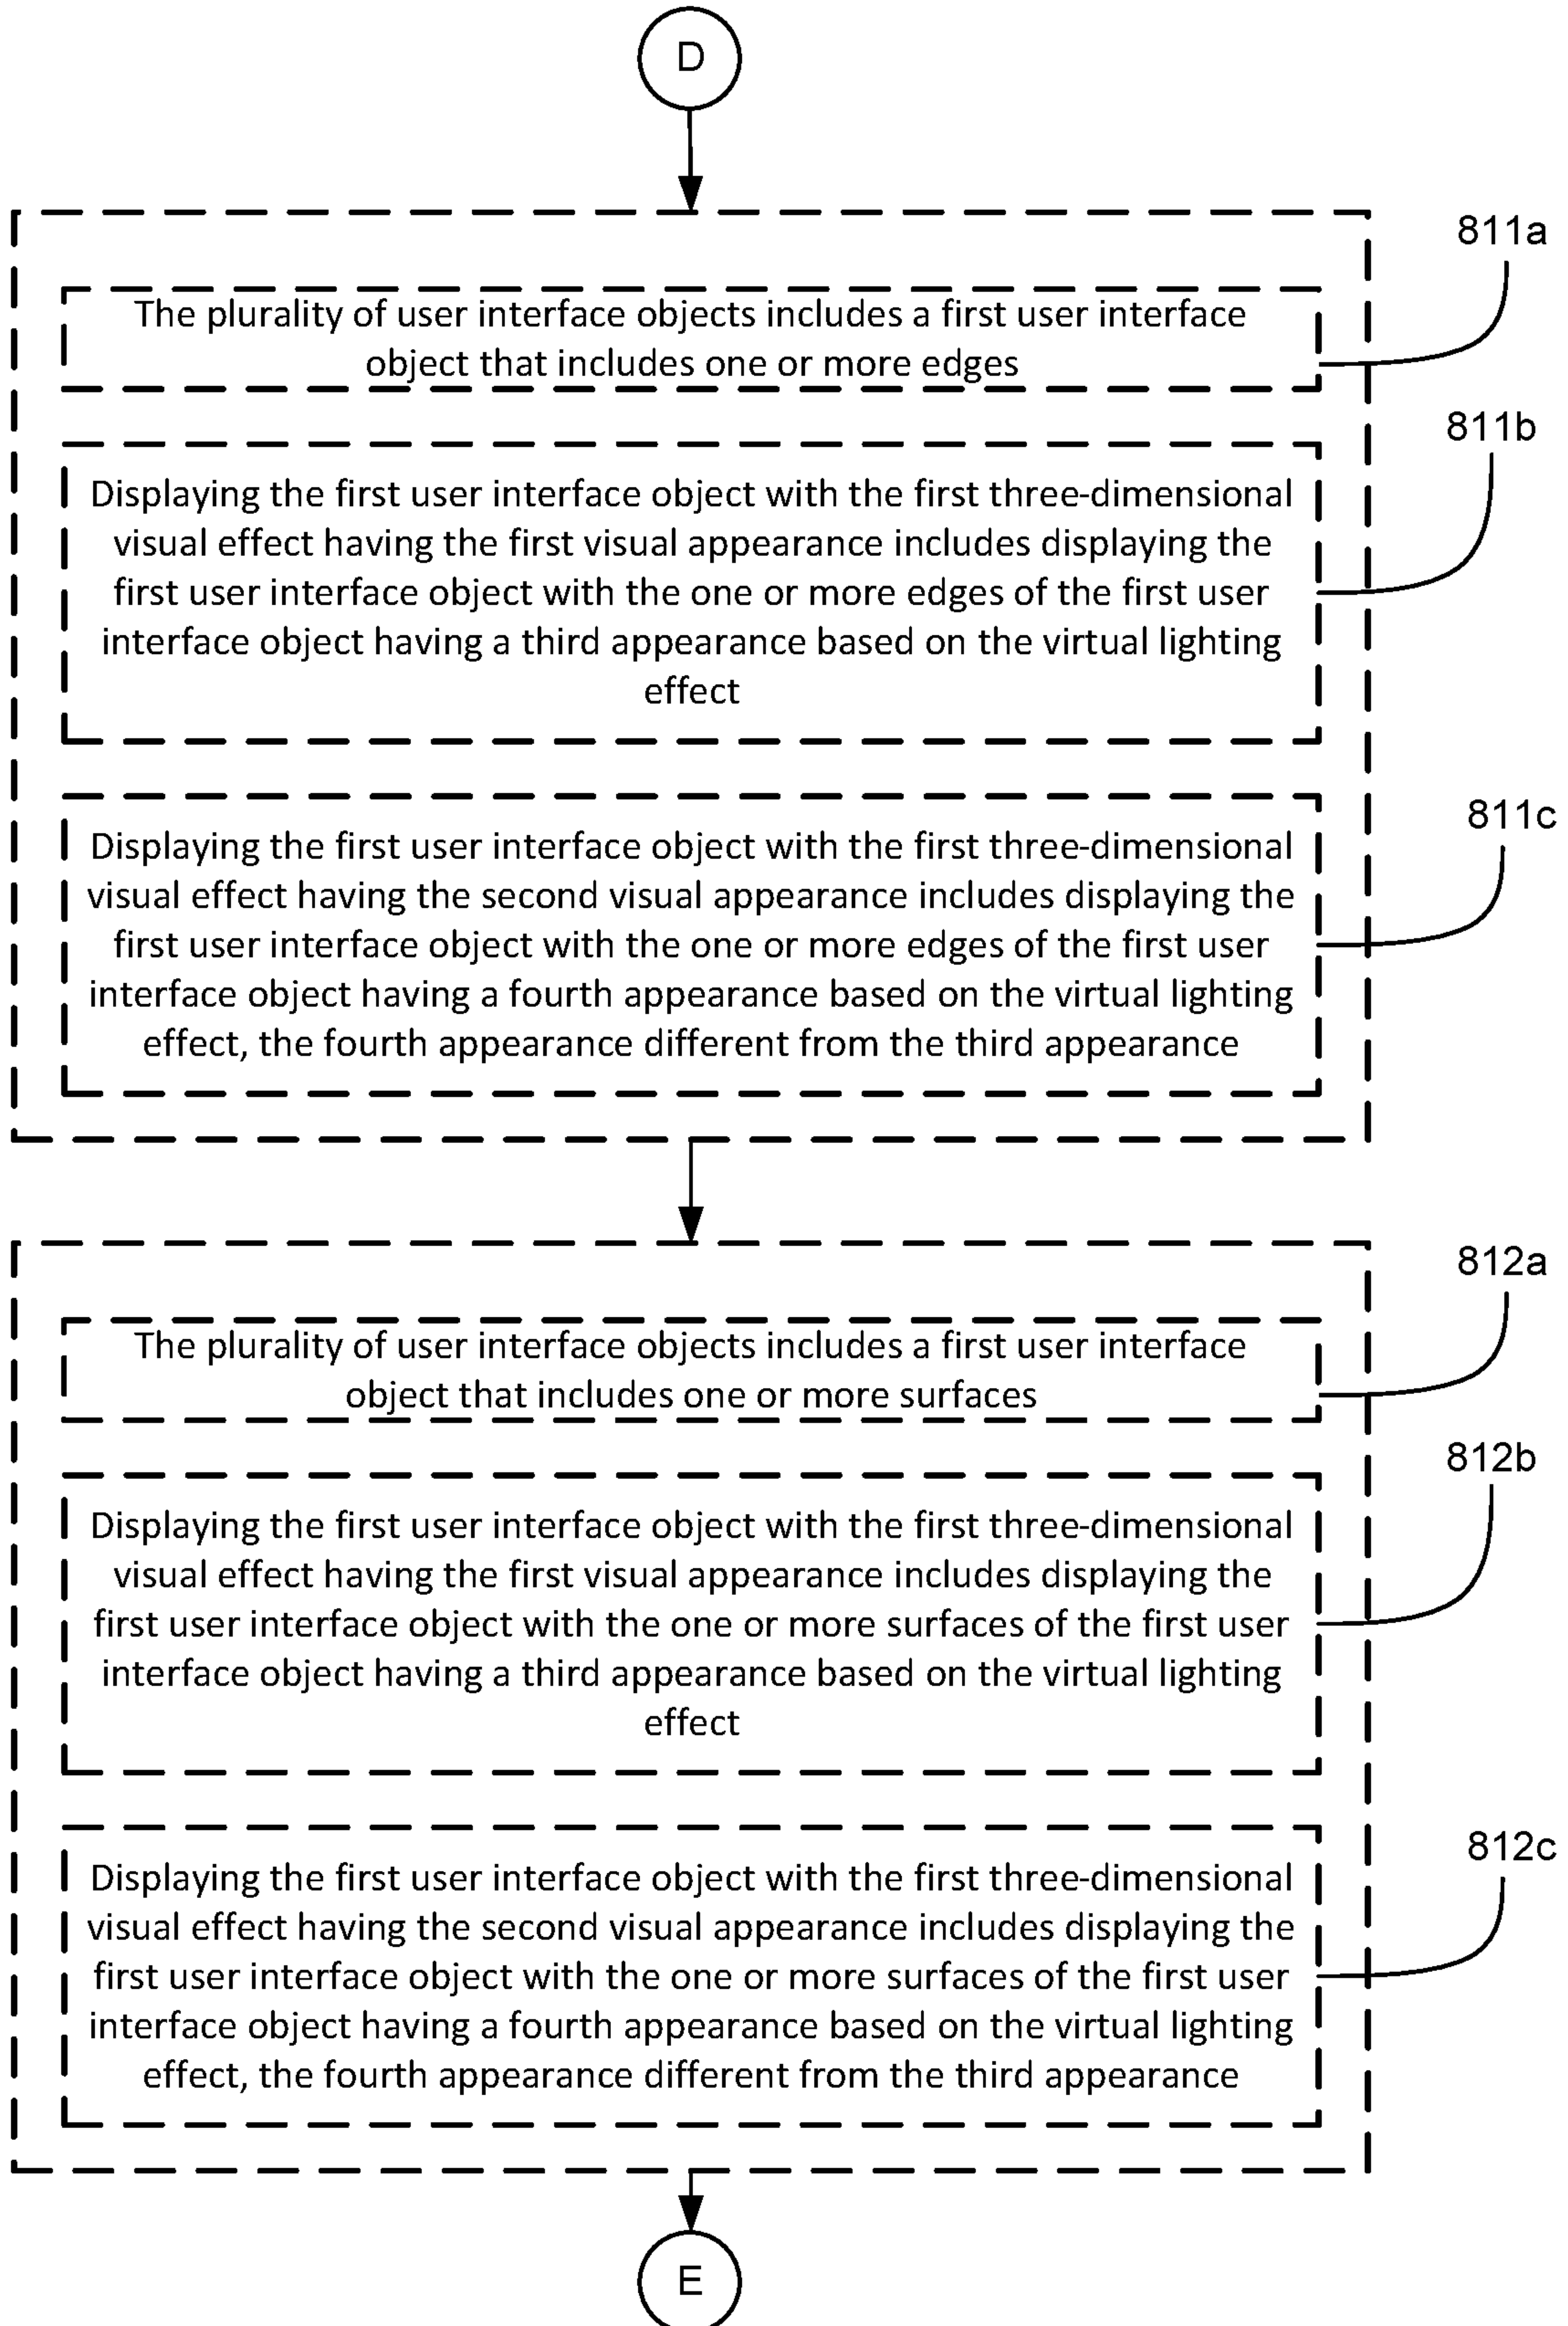 D
811a
The plurality of user interface objects includes a first user interface
object that includes one or more edges
811b
Displaying the first user interface object with the first three-dimensional
visual effect having the first visual appearance includes displaying the
first user interface object with the one or more edges of the first user
interface object having a third appearance based on the virtual lighting
effect
811c
Displaying the first user interface object with the first three-dimensional
visual effect having the second visual appearance includes displaying the
first user interface object with the one or more edges of the first user
interface object having a fourth appearance based on the virtual lighting
effect, the fourth appearance different from the third appearance
812a
The plurality of user interface objects includes a first user interface
object that includes one or more surfaces
812b
Displaying the first user interface object with the first three-dimensional
visual effect having the first visual appearance includes displaying the
first user interface object with the one or more surfaces of the first user
interface object having a third appearance based on the virtual lighting
effect
812c
Displaying the first user interface object with the first three-dimensional
visual effect having the second visual appearance includes displaying the
first user interface object with the one or more surfaces of the first user
interface object having a fourth appearance based on the virtual lighting
effect, the fourth appearance different from the third appearance
E